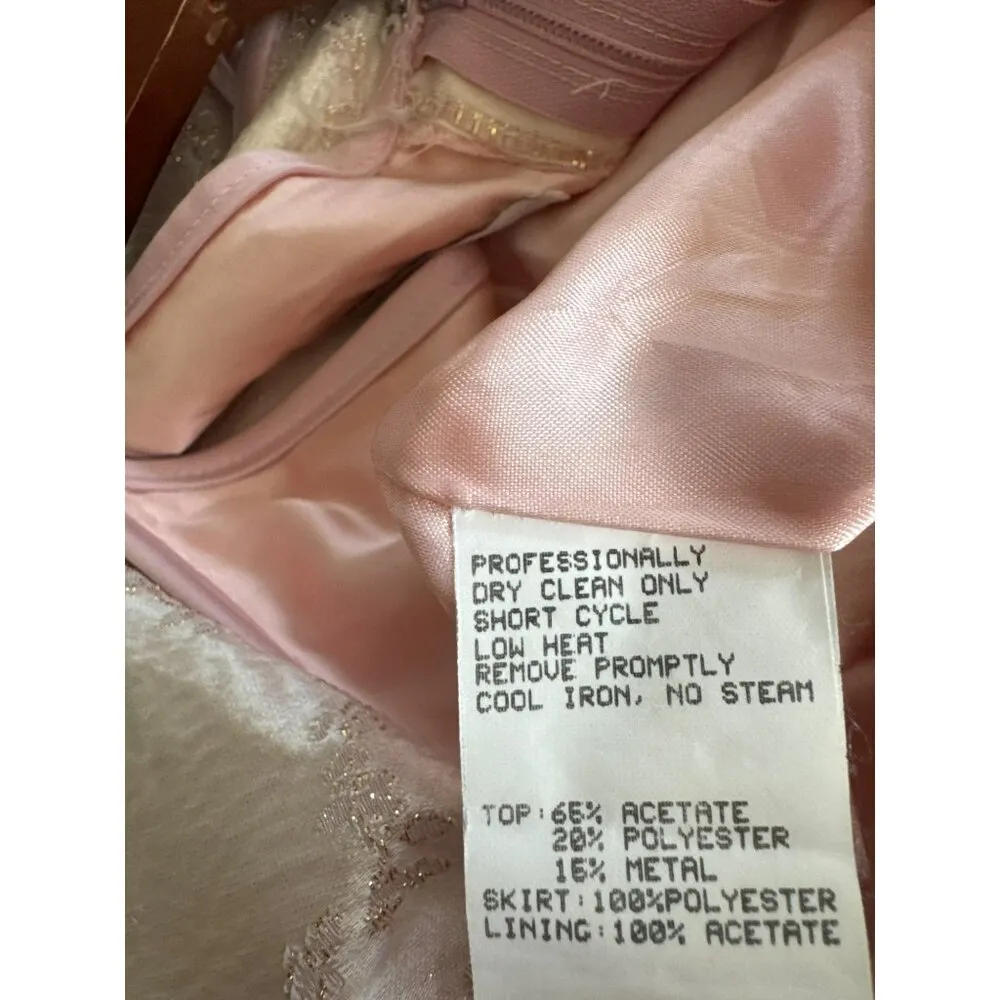 PROFESSIONALLY
DRY CLEAN ONLY
SHORT CYCLE
LOW HEAT
REMOVE PROMPTLY
COOL IRON, NO STEAM
TOP:65% ACETATE
20% POLYESTER
15% METAL
SKIRT:100%POLYESTER
LINING:100% ACETATE